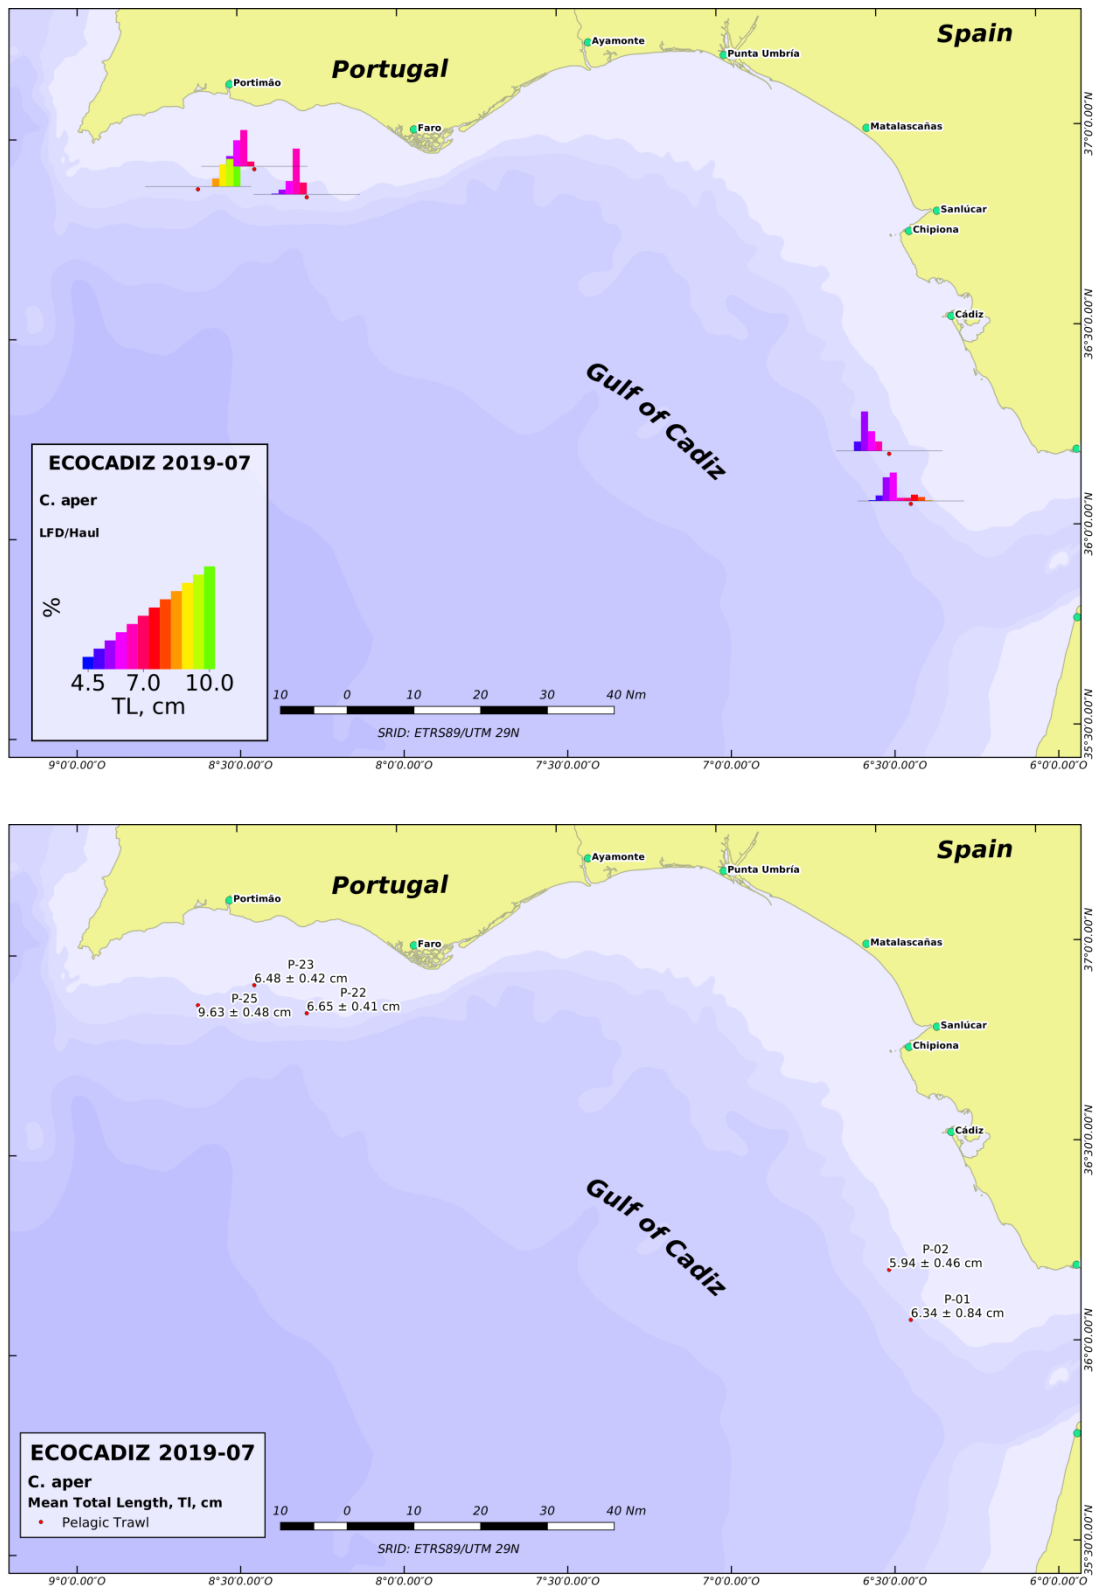 Spain
Ayamonte
Punta Umbría
Portugal
Portimão
Faro
Matalascañas
37°0'0.00"N
Sanlúcar
Chipiona
36°30'0.00"N
Cádiz
Gulf of Cadiz
ECOCADIZ 2019-07
C. aper
LFD/Haul
%
4.5 7.0 10.0
TL, cm
36°0'0.00"N
10 0 10 20 30 40 Nm
SRID: ETRS89/UTM 29N
35°30'0.00"N
9°0'0.00"O 8°30'0.00"O 8°0'0.00"O 7°30'0.00"O 7°0'0.00"O 6°30'0.00"O 6°0'0.00"O
Spain
Ayamonte
Punta Umbría
Portugal
Portimão
Faro
Matalascañas
37°0'0.00"N
P-23
6.48 ± 0.42 cm
P-22
6.65 ± 0.41 cm
P-25
9.63 ± 0.48 cm
Sanlúcar
Chipiona
36°30'0.00"N
Cádiz
Gulf of Cadiz
P-02
5.94 ± 0.46 cm
P-01
6.34 ± 0.84 cm
36°0'0.00"N
ECOCADIZ 2019-07
C. aper
Mean Total Length, Tl, cm
Pelagic Trawl
10 0 10 20 30 40 Nm
SRID: ETRS89/UTM 29N
35°30'0.00"N
9°0'0.00"O 8°30'0.00"O 8°0'0.00"O 7°30'0.00"O 7°0'0.00"O 6°30'0.00"O 6°0'0.00"O